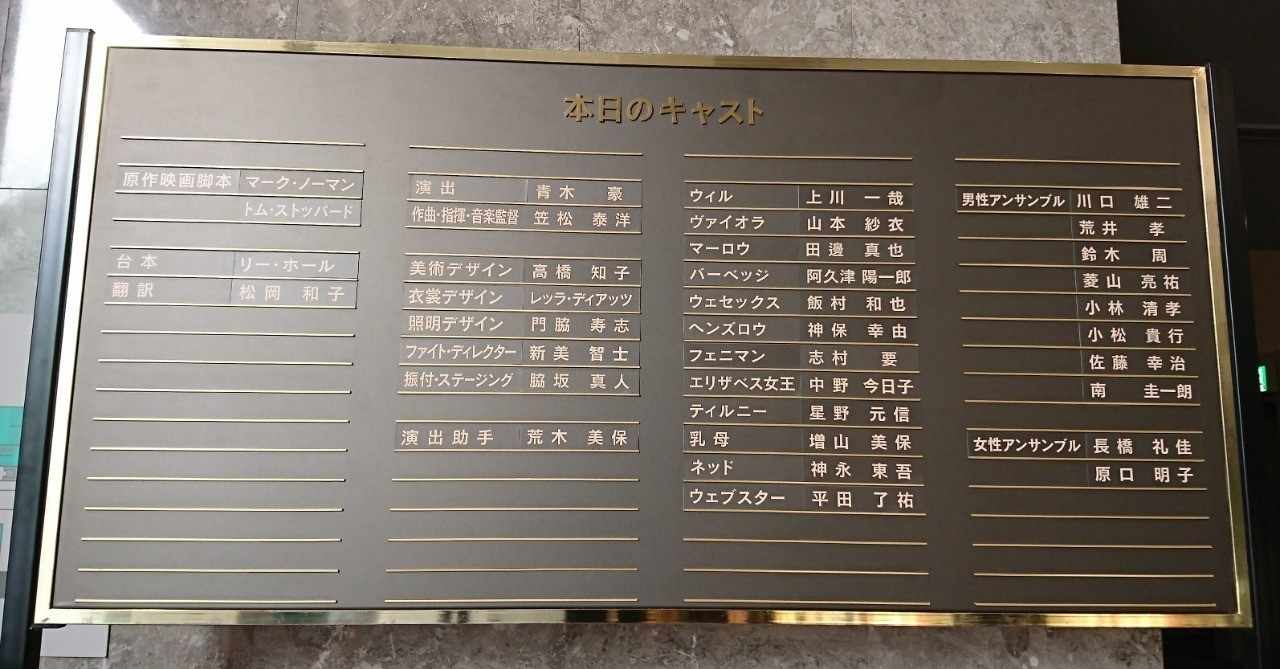 本日のキャスト
原作映画脚本 マーク・ノーマン
トム・ストッパード
台本 リー・ホール
翻訳 松岡 和子
演出 青木 豪
作曲・指揮・音楽監督 笠松 泰洋
美術デザイン 高橋 知子
衣裳デザイン レッラ・ディアッツ
照明デザイン 門脇 寿志
ファイト・ディレクター 新美 智士
振付・ステージング 脇坂 真人
演出助手 荒木 美保
ウィル 上川 一哉
ヴァイオラ 山本 紗衣
マーロウ 田邊 真也
バーベッジ 阿久津 陽一郎
ウェセックス 飯村 和也
ヘンズロウ 神保 幸由
フェニマン 志村 要
エリザベス女王 中野 今日子
ティルニー 星野 元信
乳母 増山 美保
ネッド 神永 東吾
ウェブスター 平田 了祐
男性アンサンブル 川口 雄二
荒井 孝
鈴木 周
菱山 亮祐
小林 清孝
小松 貴行
佐藤 幸治
南 圭一朗
女性アンサンブル 長橋 礼佳
原口 明子